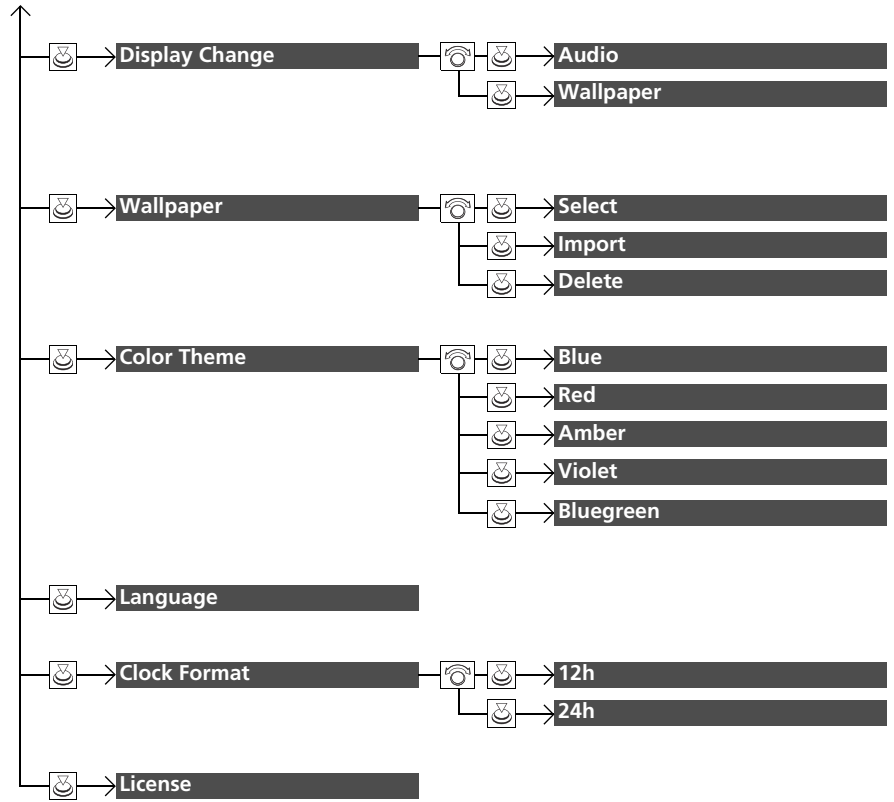 Display Change
Audio
Wallpaper
Wallpaper
Select
Import
Delete
Color Theme
Blue
Red
Amber
Violet
Bluegreen
Language
Clock Format
12h
24h
License